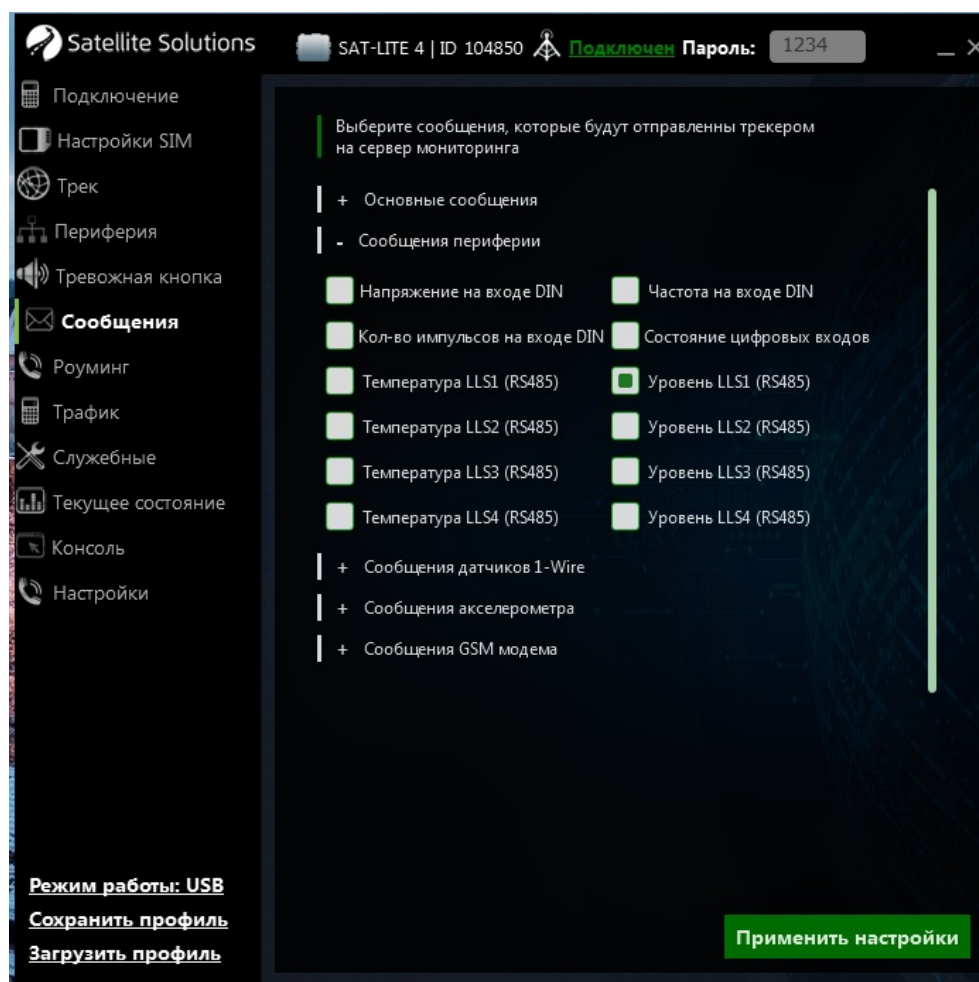 Satellite Solutions
SAT-LITE 4 | ID 104850 Подключен Пароль: 1234
Подключение
Настройки SIM
Трек
Периферия
Тревожная кнопка
Сообщения
Роуминг
Трафик
Служебные
Текущее состояние
Консоль
Настройки
Режим работы: USB
Сохранить профиль
Загрузить профиль
Выберите сообщения, которые будут отправленны трекером
на сервер мониторинга
+ Основные сообщения
- Сообщения периферии
Напряжение на входе DIN Частота на входе DIN
Кол-во импульсов на входе DIN Состояние цифровых входов
Температура LLS1 (RS485) Уровень LLS1 (RS485)
Температура LLS2 (RS485) Уровень LLS2 (RS485)
Температура LLS3 (RS485) Уровень LLS3 (RS485)
Температура LLS4 (RS485) Уровень LLS4 (RS485)
+ Сообщения датчиков 1-Wire
+ Сообщения акселерометра
+ Сообщения GSM модема
Применить настройки